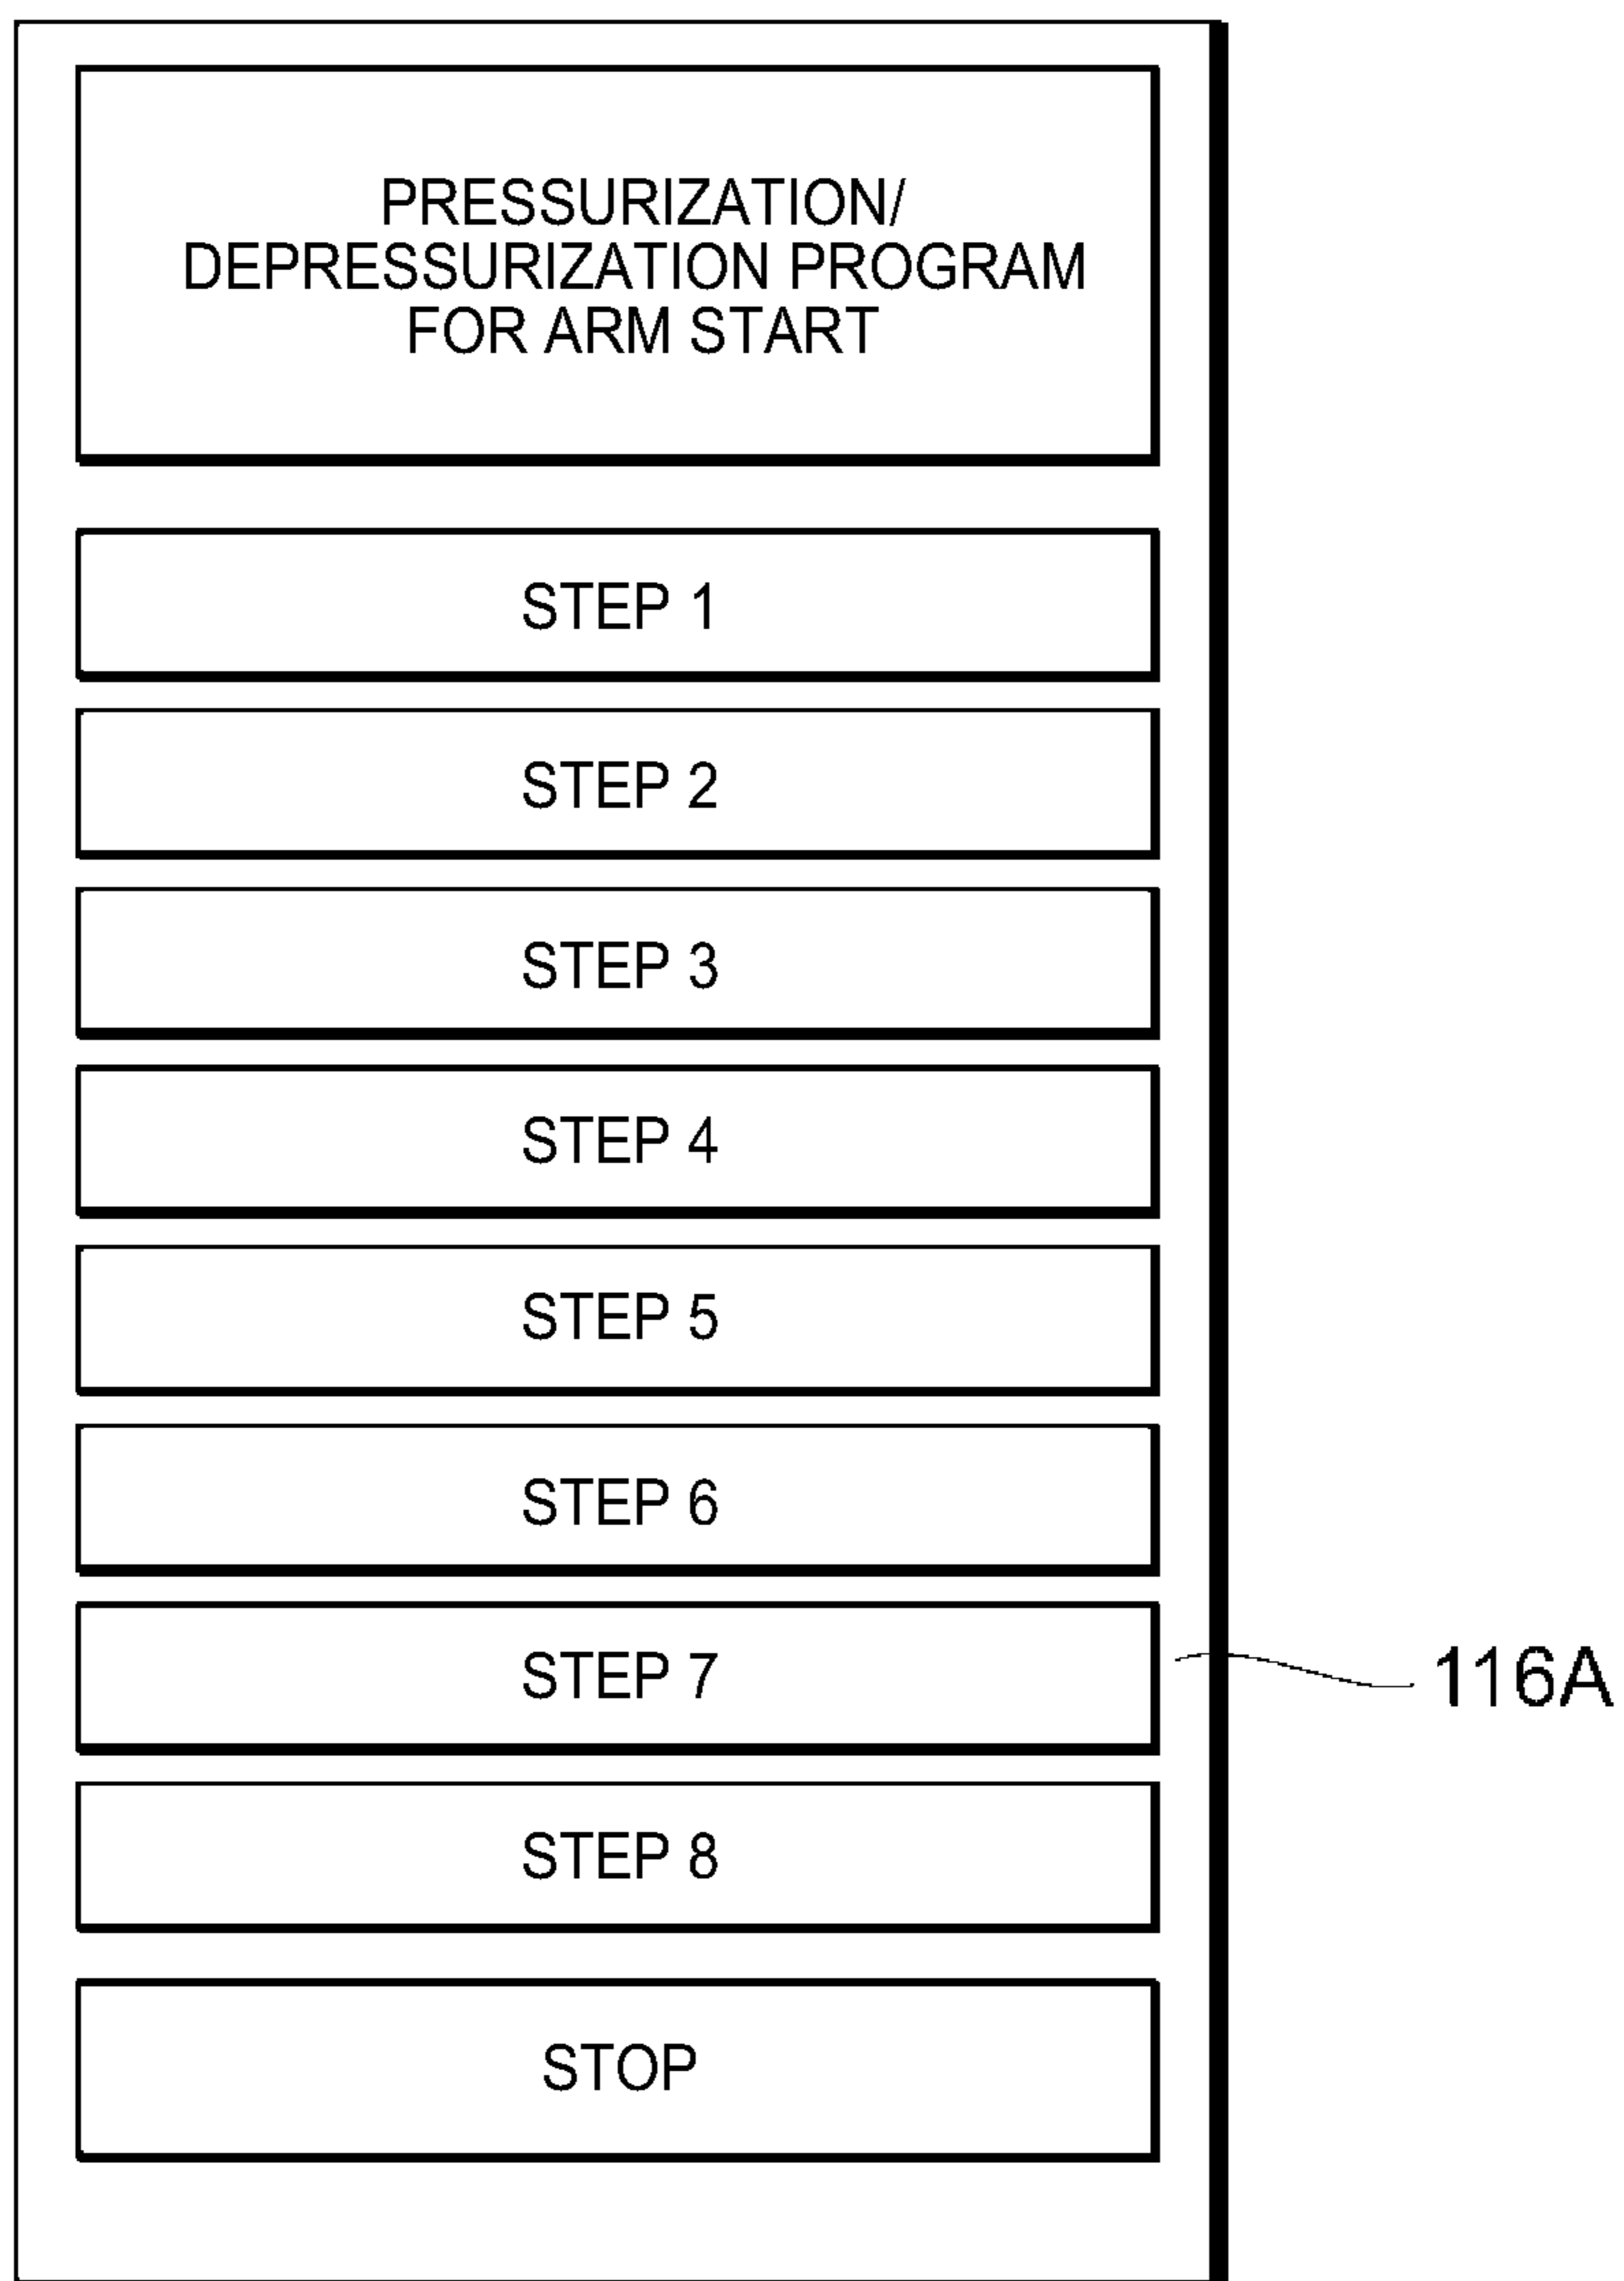 PRESSURIZATION/
DEPRESSURIZATION PROGRAM
FOR ARM START
STEP 1
STEP 2
STEP 3
STEP 4
STEP 5
STEP 6
STEP 7
116A
STEP 8
STOP